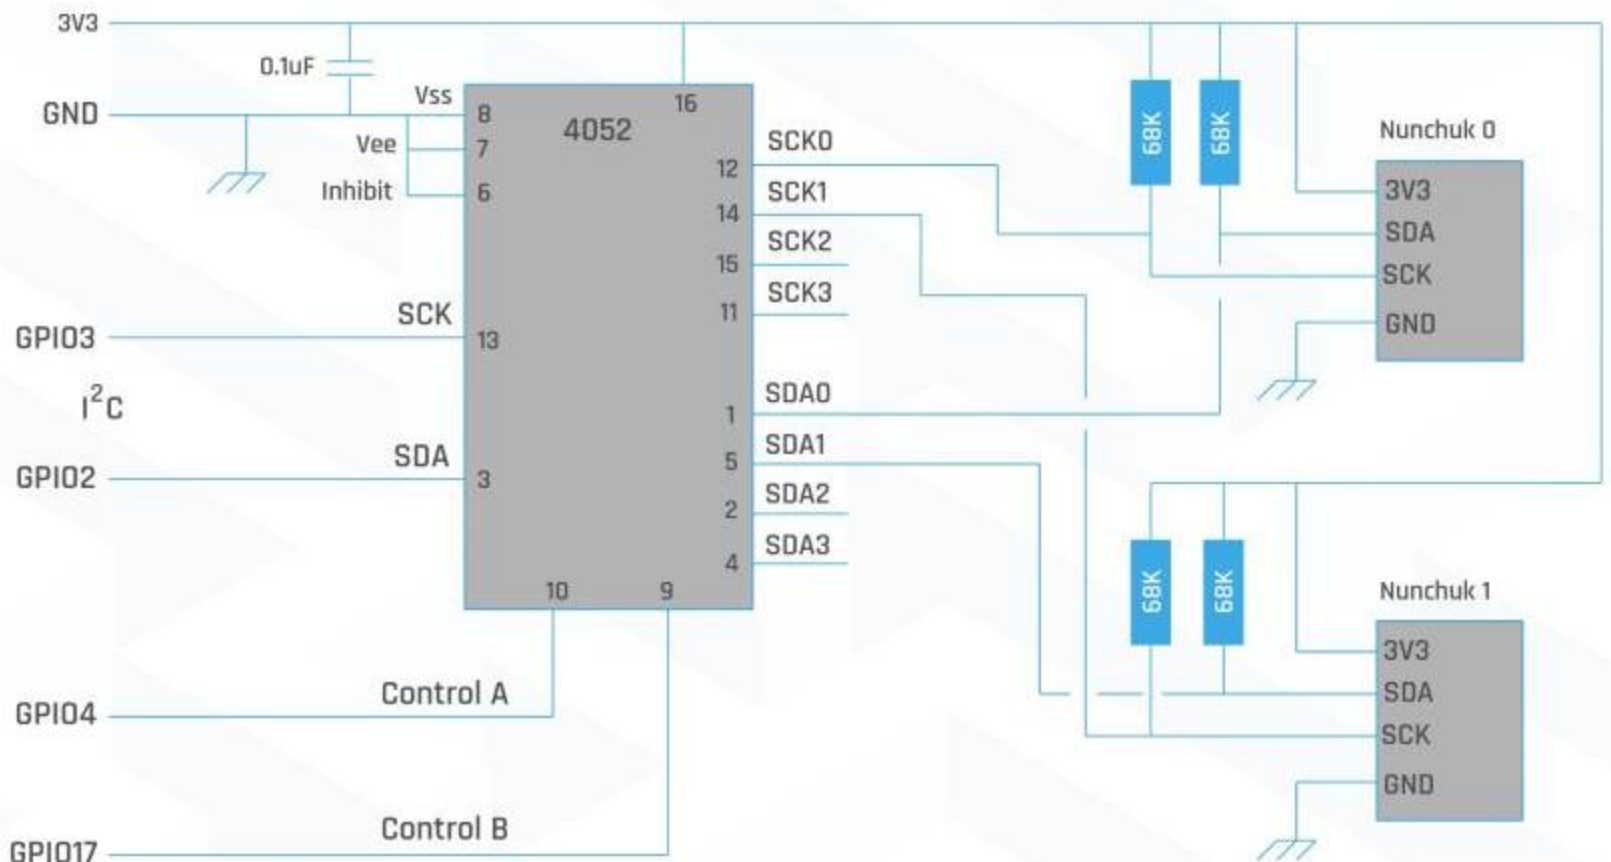 3V3
0.1uF
GND
Vss
8
16
4052
Vee
7
Inhibit
6
12
SCK0
14
SCK1
15
SCK2
11
SCK3
GPIO3
SCK
13
I²C
GPIO2
SDA
3
1
SDA0
5
SDA1
2
SDA2
4
SDA3
10
9
GPIO4
Control A
GPIO17
Control B
68K
68K
Nunchuk 0
3V3
SDA
SCK
GND
68K
68K
Nunchuk 1
3V3
SDA
SCK
GND